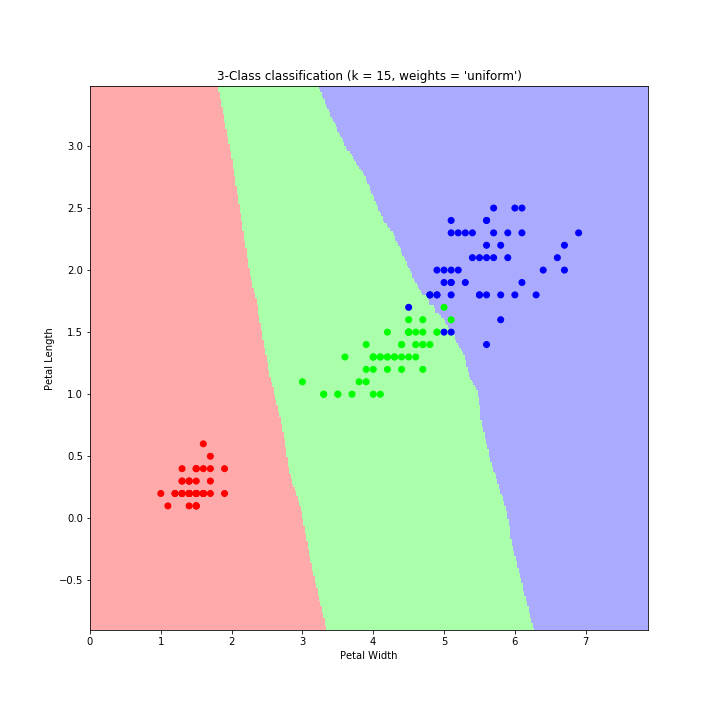 3-Class classification (k = 15, weights = 'uniform')
3.0
2.5
2.0
1.5
1.0
0.5
0.0
−0.5
Petal Length
0 1 2 3 4 5 6 7
Petal Width